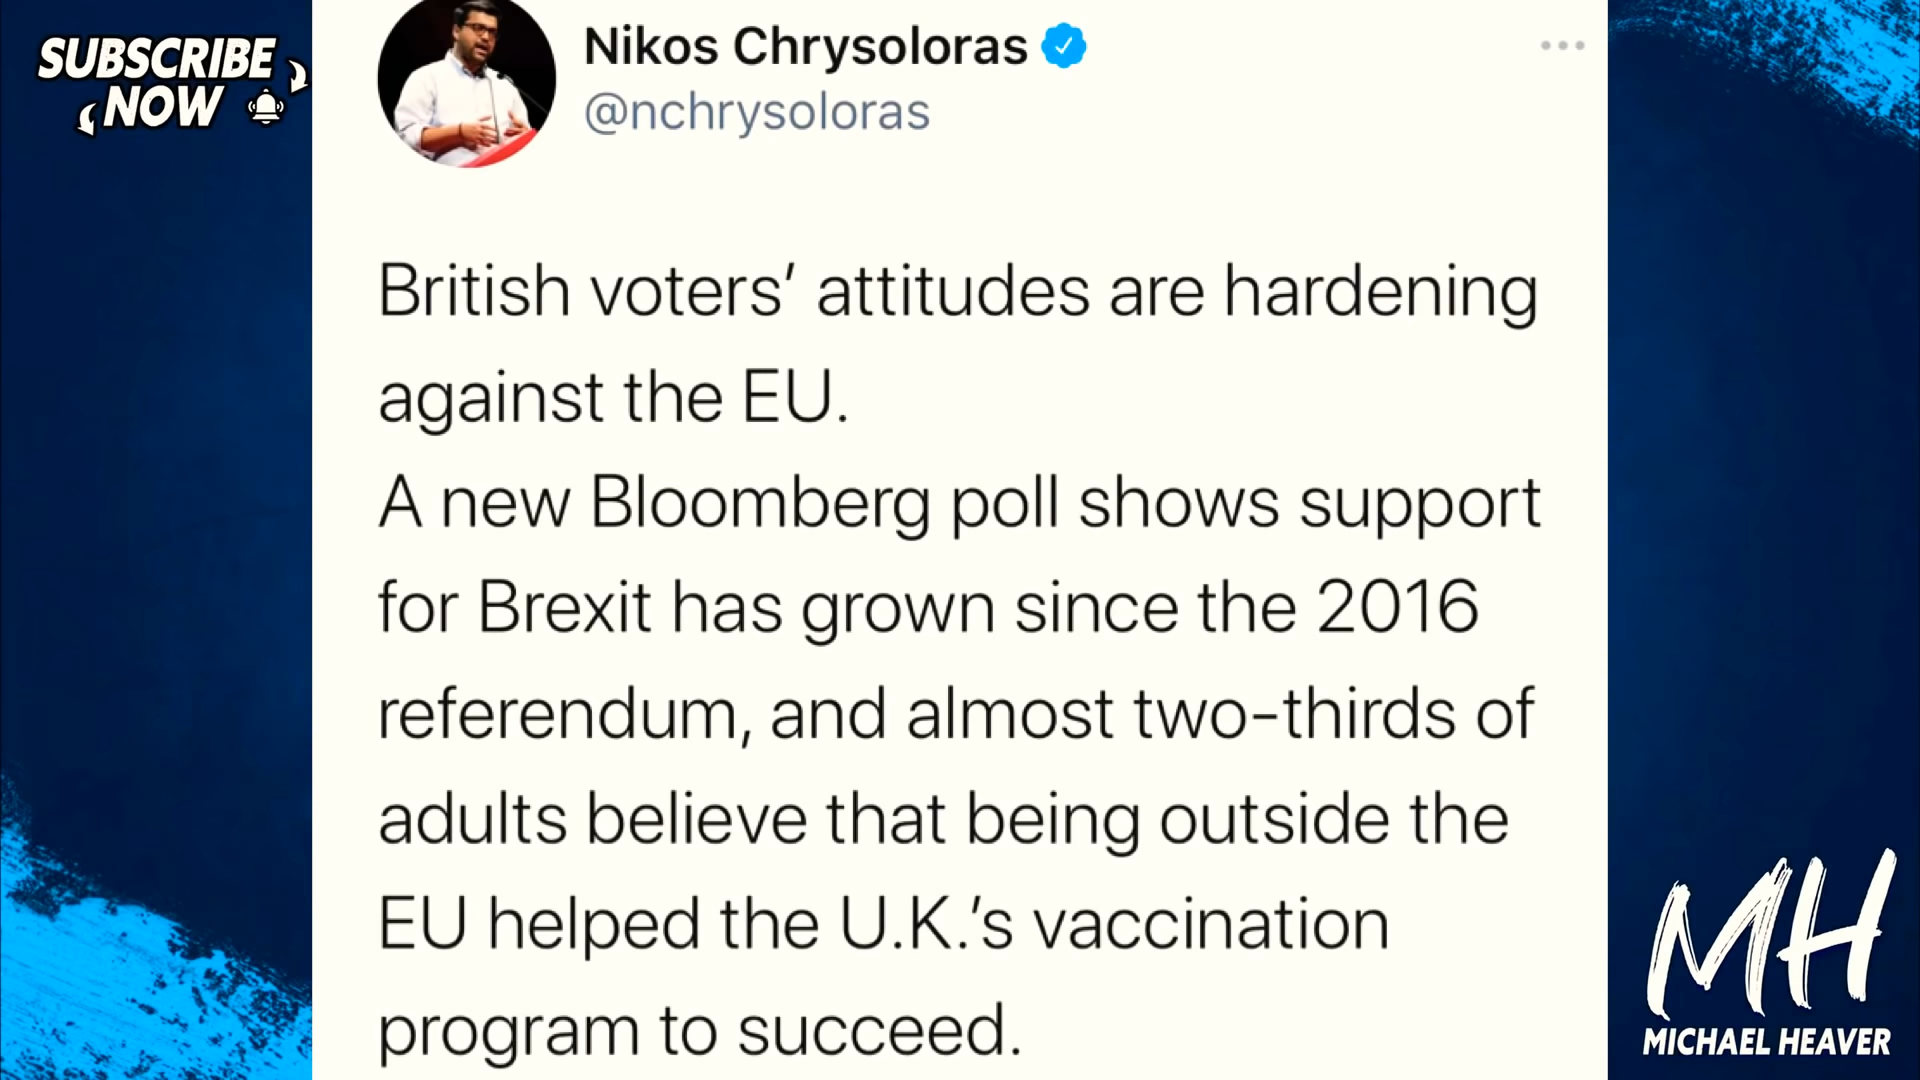 SUBSCRIBE
NOW
Nikos Chrysoloras
@nchrysoloras
British voters’ attitudes are hardening
against the EU.
A new Bloomberg poll shows support
for Brexit has grown since the 2016
referendum, and almost two-thirds of
adults believe that being outside the
EU helped the U.K.’s vaccination
program to succeed.
MH
MICHAEL HEAVER